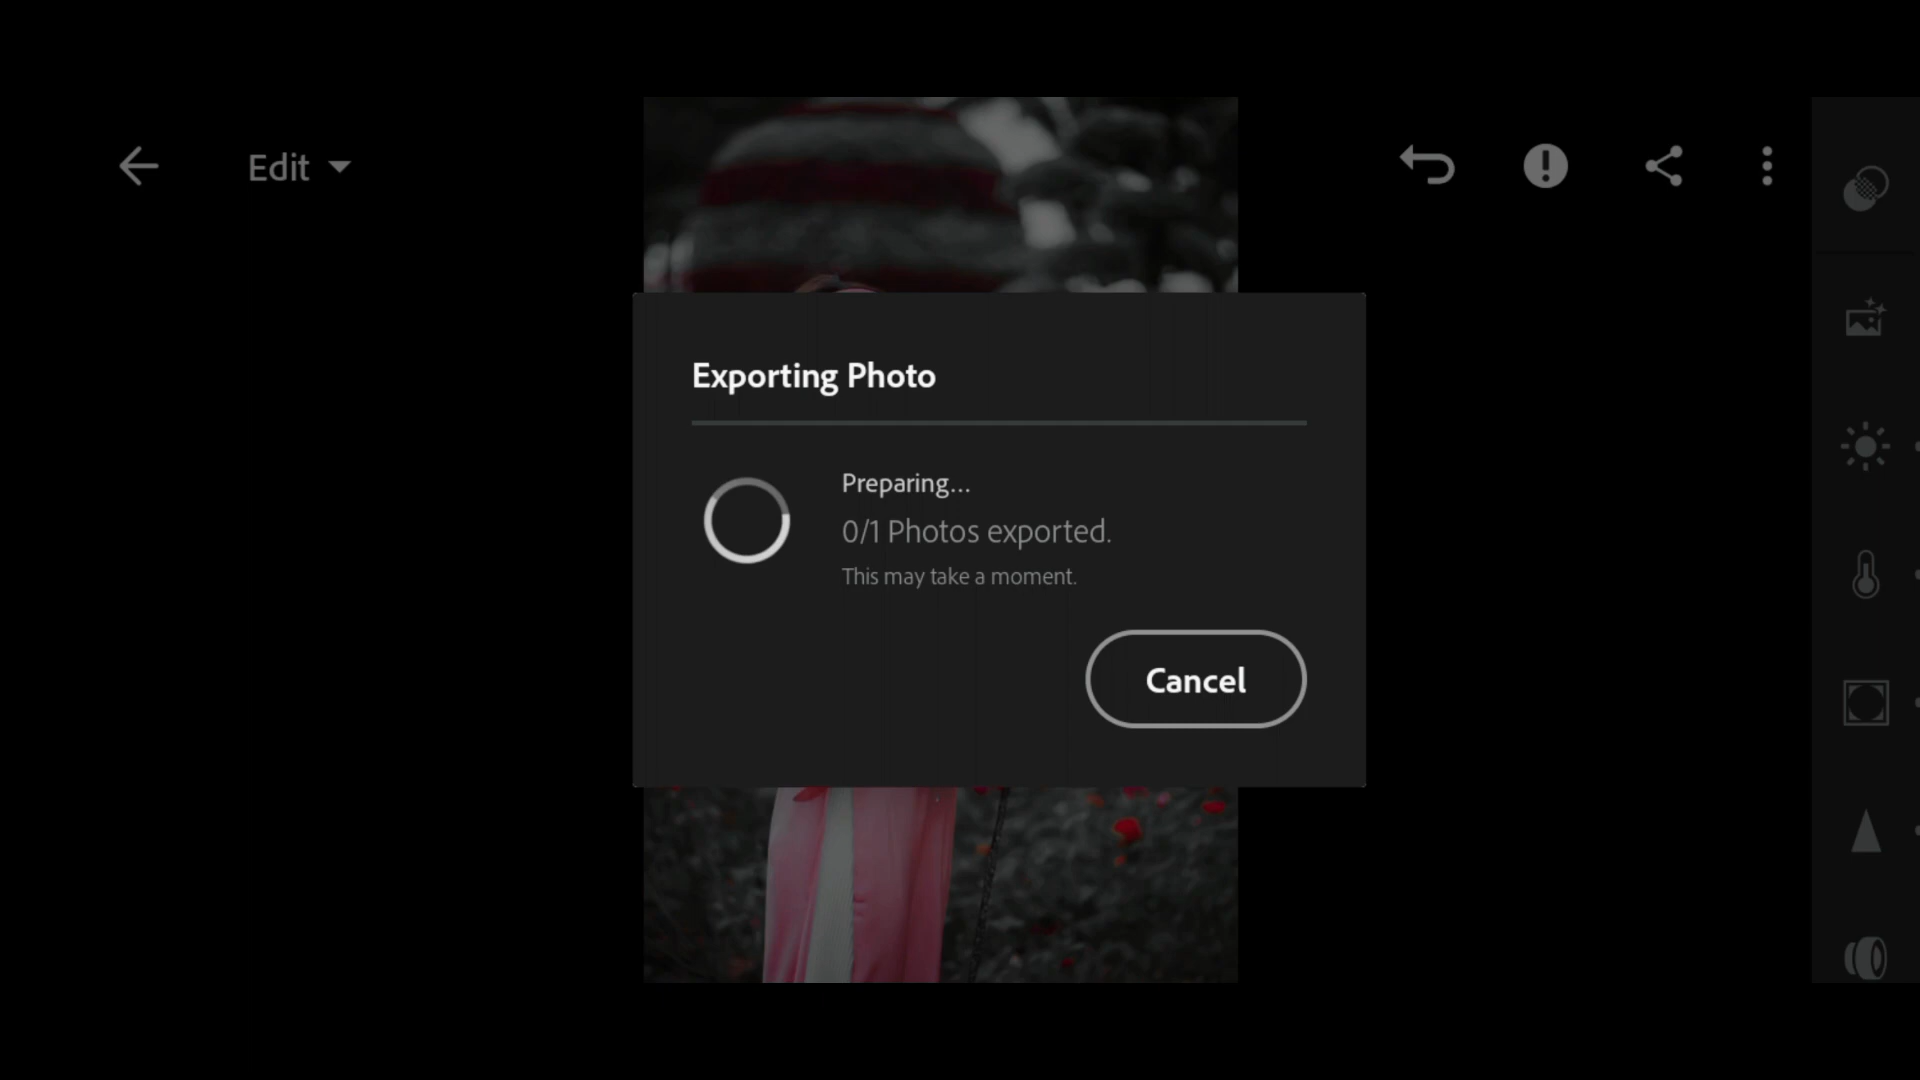 Edit
Exporting Photo
Preparing...
0/1 Photos exported.
This may take a moment.
Cancel